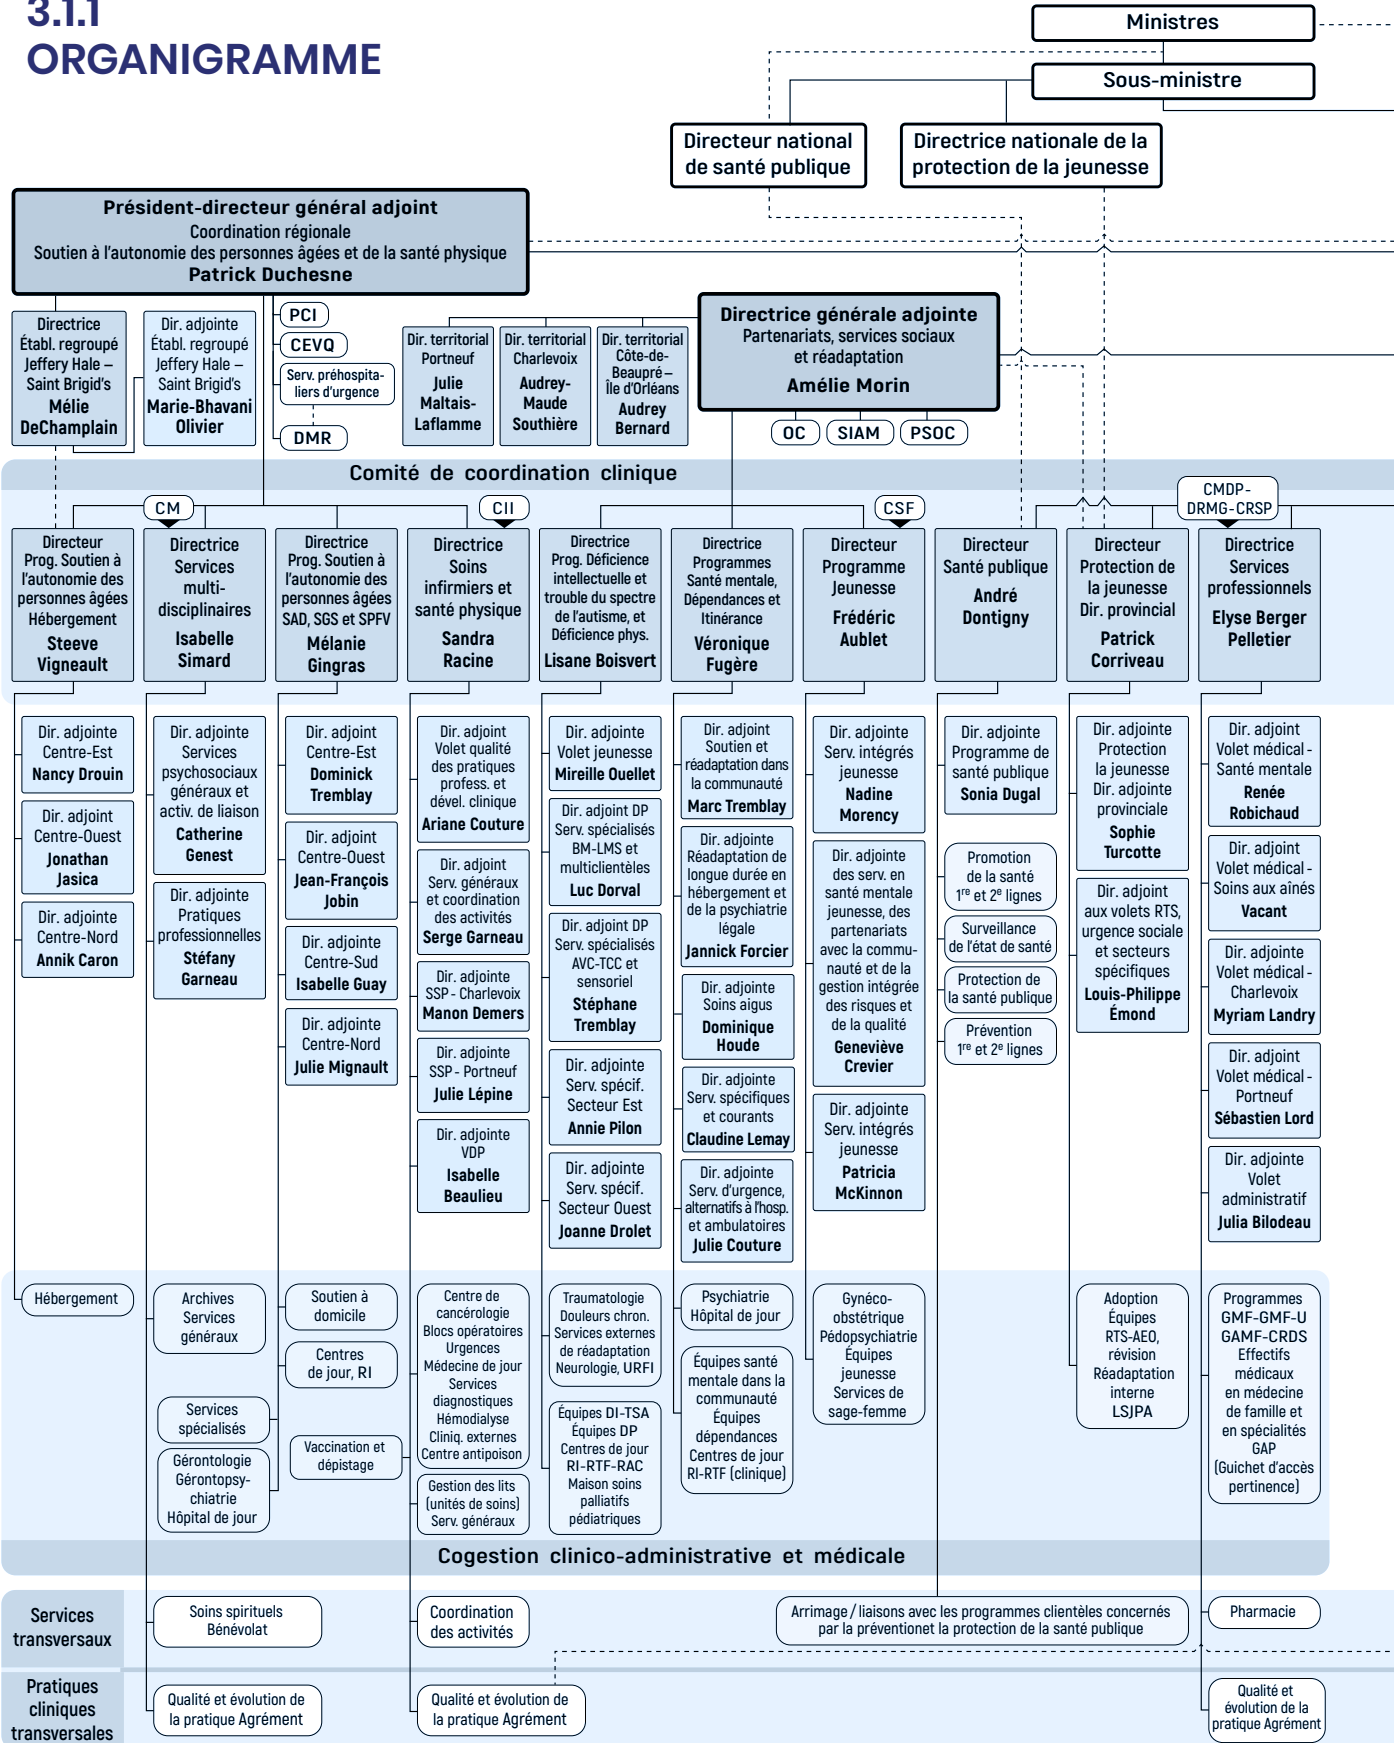 3.1.1
ORGANIGRAMME
Ministres
Sous-ministre
Directeur national
de santé publique
Directrice nationale de la
protection de la jeunesse
Président-directeur général adjoint
Coordination régionale
Soutien à l'autonomie des personnes âgées et de la santé physique
Patrick Duchesne
Directrice
Établ. regroupé
Jeffery Hale –
Saint Brigid's
Mélie
DeChamplain
Dir. adjointe
Établ. regroupé
Jeffery Hale –
Saint Brigid's
Marie-Bhavani
Olivier
PCI
CEVQ
Serv. préhospita-
liers d'urgence
DMR
Dir. territorial
Portneuf
Julie
Maltais-
Laflamme
Dir. territorial
Charlevoix
Audrey-
Maude
Southière
Dir. territorial
Côte-de-
Beaupré –
Île d'Orléans
Audrey
Bernard
Directrice générale adjointe
Partenariats, services sociaux
et réadaptation
Amélie Morin
OC
SIAM
PSOC
Comité de coordination clinique
CM
CII
CSF
CMDP-
DRMG-CRSP
Directeur
Prog. Soutien à
l'autonomie des
personnes âgées
Hébergement
Steeve
Vigneault
Directrice
Services
multi-
disciplinaires
Isabelle
Simard
Directrice
Prog. Soutien à
l'autonomie des
personnes âgées
SAD, SGS et SPFV
Mélanie
Gingras
Directrice
Soins
infirmiers et
santé physique
Sandra
Racine
Directrice
Prog. Déficience
intellectuelle et
trouble du spectre
de l'autisme, et
Déficience phys.
Lisane Boisvert
Directrice
Programmes
Santé mentale,
Dépendances et
Itinérance
Véronique
Fugère
Directeur
Programme
Jeunesse
Frédéric
Aublet
Directeur
Santé publique
André
Dontigny
Directeur
Protection de
la jeunesse
Dir. provincial
Patrick
Corriveau
Directrice
Services
professionnels
Elyse Berger
Pelletier
Dir. adjointe
Centre-Est
Nancy Drouin
Dir. adjoint
Centre-Ouest
Jonathan
Jasica
Dir. adjointe
Centre-Nord
Annik Caron
Dir. adjointe
Services
psychosociaux
généraux et
activ. de liaison
Catherine
Genest
Dir. adjointe
Pratiques
professionnelles
Stéfany
Garneau
Dir. adjoint
Centre-Est
Dominick
Tremblay
Dir. adjoint
Centre-Ouest
Jean-François
Jobin
Dir. adjointe
Centre-Sud
Isabelle Guay
Dir. adjointe
Centre-Nord
Julie Mignault
Dir. adjoint
Volet qualité
des pratiques
profess. et
dével. clinique
Ariane Couture
Dir. adjoint
Serv. généraux
et coordination
des activités
Serge Garneau
Dir. adjointe
SSP - Charlevoix
Manon Demers
Dir. adjointe
SSP - Portneuf
Julie Lépine
Dir. adjointe
VDP
Isabelle
Beaulieu
Dir. adjointe
Volet jeunesse
Mireille Ouellet
Dir. adjoint DP
Serv. spécialisés
BM-LMS et
multiclientèles
Luc Dorval
Dir. adjoint DP
Serv. spécialisés
AVC-TCC et
sensoriel
Stéphane
Tremblay
Dir. adjointe
Serv. spécif.
Secteur Est
Annie Pilon
Dir. adjointe
Serv. spécif.
Secteur Ouest
Joanne Drolet
Dir. adjoint
Soutien et
réadaptation dans
la communauté
Marc Tremblay
Dir. adjointe
Réadaptation de
longue durée en
hébergement et
de la psychiatrie
légale
Jannick Forcier
Dir. adjointe
Soins aigus
Dominique
Houde
Dir. adjointe
Serv. spécifiques
et courants
Claudine Lemay
Dir. adjointe
Serv. d'urgence,
alternatifs à l'hosp.
et ambulatoires
Julie Couture
Dir. adjointe
Serv. intégrés
jeunesse
Nadine
Morency
Dir. adjointe
des serv. en
santé mentale
jeunesse, des
partenariats
avec la commu-
nauté et de la
gestion intégrée
des risques et
de la qualité
Geneviève
Crevier
Dir. adjointe
Serv. intégrés
jeunesse
Patricia
McKinnon
Dir. adjointe
Programme de
santé publique
Sonia Dugal
Promotion
de la santé
1re et 2e lignes
Surveillance
de l'état de santé
Protection de
la santé publique
Prévention
1re et 2e lignes
Dir. adjointe
Protection
la jeunesse
Dir. adjointe
provinciale
Sophie
Turcotte
Dir. adjoint
aux volets RTS,
urgence sociale
et secteurs
spécifiques
Louis-Philippe
Émond
Dir. adjoint
Volet médical -
Santé mentale
Renée
Robichaud
Dir. adjoint
Volet médical -
Soins aux aînés
Vacant
Dir. adjointe
Volet médical -
Charlevoix
Myriam Landry
Dir. adjoint
Volet médical -
Portneuf
Sébastien Lord
Dir. adjointe
Volet
administratif
Julia Bilodeau
Hébergement
Archives
Services
généraux
Services
spécialisés
Gérontologie
Gérontopsy-
chiatrie
Hôpital de jour
Soutien à
domicile
Centres
de jour, RI
Vaccination et
dépistage
Centre de
cancérologie
Blocs opératoires
Urgences
Médecine de jour
Services
diagnostiques
Hémodialyse
Cliniq. externes
Centre antipoison
Gestion des lits
(unités de soins)
Serv. généraux
Traumatologie
Douleurs chron.
Services externes
de réadaptation
Neurologie, URFI
Équipes DI-TSA
Équipes DP
Centres de jour
RI-RTF-RAC
Maison soins
palliatifs
pédiatriques
Psychiatrie
Hôpital de jour
Équipes santé
mentale dans la
communauté
Équipes
dépendances
Centres de jour
RI-RTF (clinique)
Gynéco-
obstétrique
Pédopsychiatrie
Équipes
jeunesse
Services de
sage-femme
Adoption
Équipes
RTS-AEO,
révision
Réadaptation
interne
LSJPA
Programmes
GMF-GMF-U
GAMF-CRDS
Effectifs
médicaux
en médecine
de famille et
en spécialités
GAP
(Guichet d'accès
pertinence)
Cogestion clinico-administrative et médicale
Services
transversaux
Soins spirituels
Bénévolat
Coordination
des activités
Arrimage / liaisons avec les programmes clientèles concernés
par la préventionet la protection de la santé publique
Pharmacie
Pratiques
cliniques
transversales
Qualité et évolution de
la pratique Agrément
Qualité et évolution de
la pratique Agrément
Qualité et
évolution de la
pratique Agrément